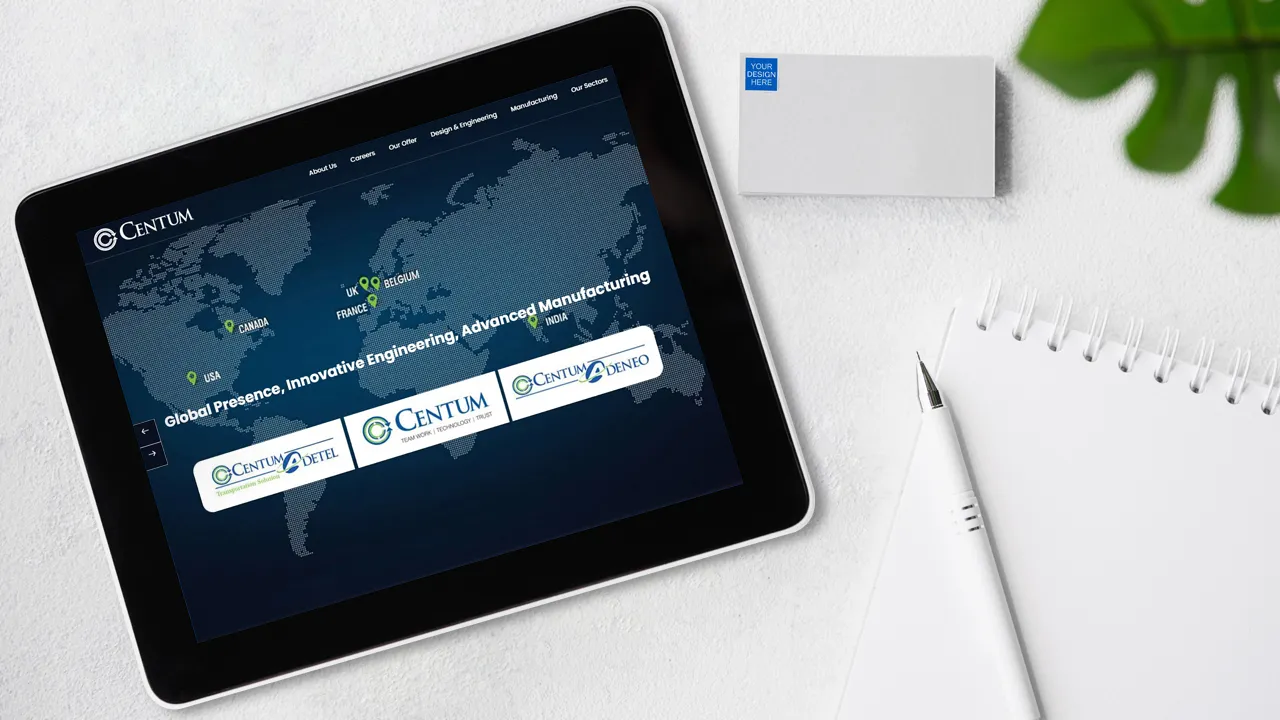 YOUR
DESIGN
HERE
About Us Careers Our Offer Design & Engineering Manufacturing Our Sectors
CENTUM
UK BELGIUM
FRANCE
CANADA
INDIA
USA
Global Presence, Innovative Engineering, Advanced Manufacturing
CENTUM ADETEL
Transportation Solution
CENTUM
TEAM WORK | TECHNOLOGY | TRUST
CENTUM ADENEO